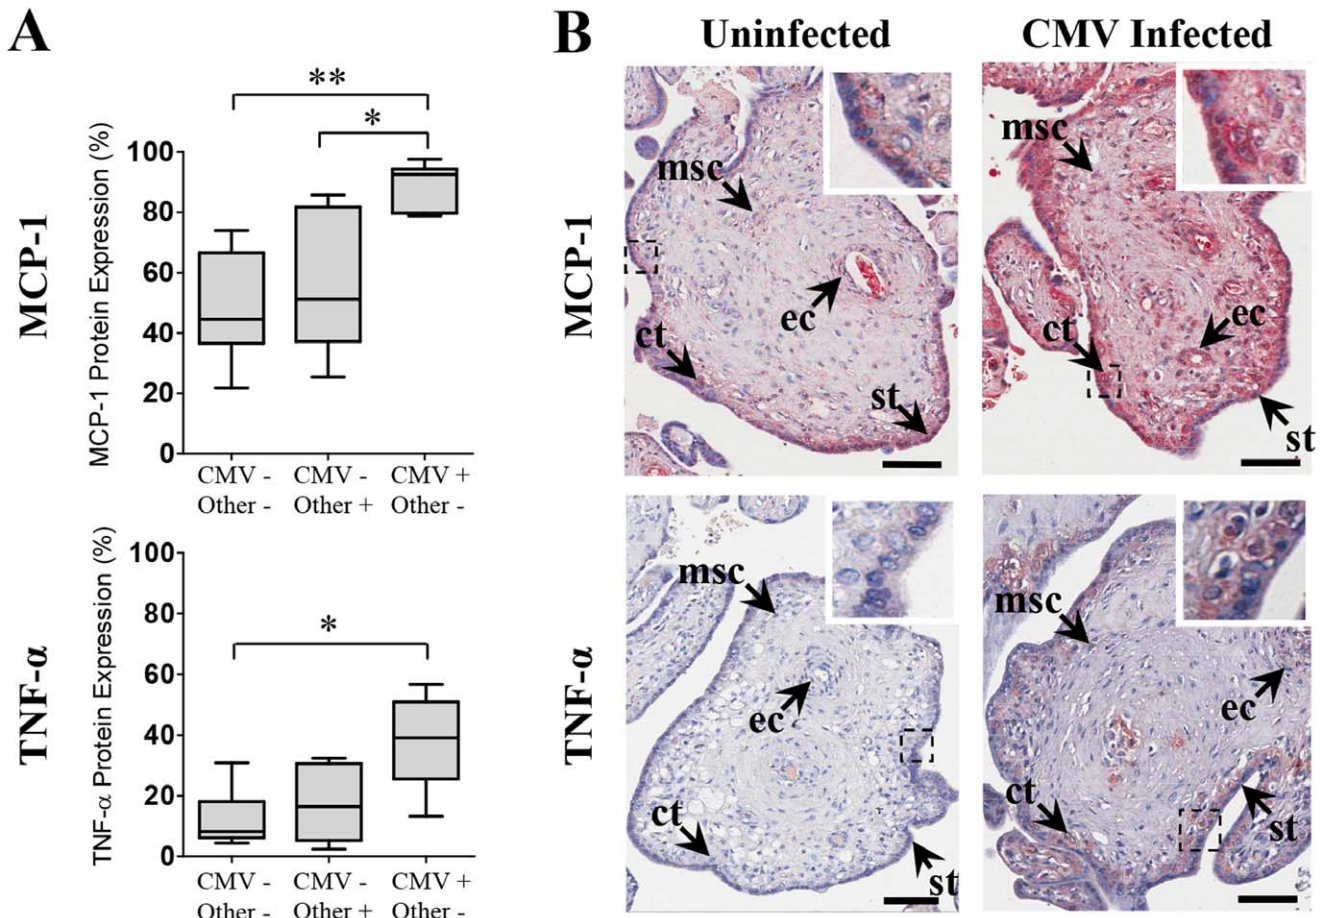 A
MCP-1
MCP-1 Protein Expression (%)
**
*
100
80
60
40
20
0
CMV - CMV - CMV +
Other - Other + Other -
TNF-α
TNF-α Protein Expression (%)
*
100
80
60
40
20
0
CMV - CMV - CMV +
Other - Other + Other -
B
Uninfected CMV Infected
MCP-1
msc
ec
ct
st
msc
ec
ct
st
TNF-α
msc
ec
ct
st
msc
ec
ct
st